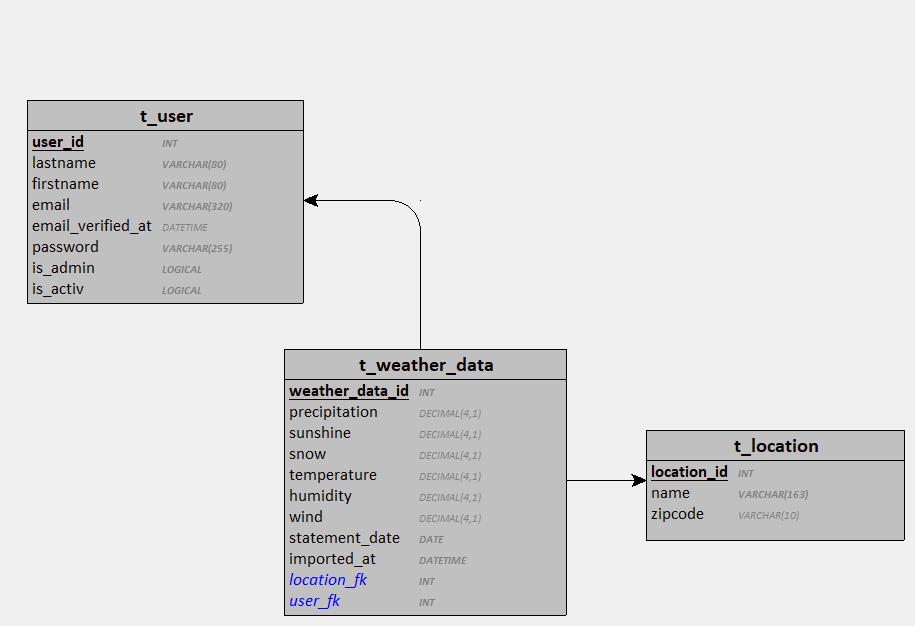 t_user
user_id INT
lastname VARCHAR(80)
firstname VARCHAR(80)
email VARCHAR(320)
email_verified_at DATETIME
password VARCHAR(255)
is_admin LOGICAL
is_activ LOGICAL
t_weather_data
weather_data_id INT
precipitation DECIMAL(4,1)
sunshine DECIMAL(4,1)
snow DECIMAL(4,1)
temperature DECIMAL(4,1)
humidity DECIMAL(4,1)
wind DECIMAL(4,1)
statement_date DATE
imported_at DATETIME
location_fk INT
user_fk INT
t_location
location_id INT
name VARCHAR(163)
zipcode VARCHAR(10)